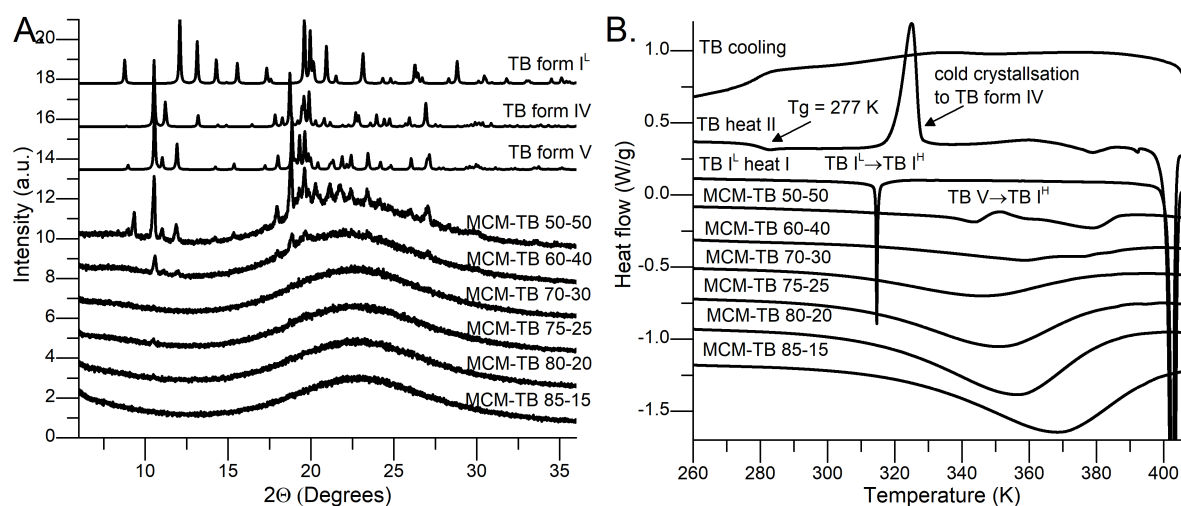 A.
20
18
16
14
12
10
8
6
4
2
0
Intensity (a.u.)
TB form Iᴸ
TB form IV
TB form V
MCM-TB 50-50
MCM-TB 60-40
MCM-TB 70-30
MCM-TB 75-25
MCM-TB 80-20
MCM-TB 85-15
10 15 20 25 30 35
2Θ (Degrees)
B.
1.0
0.5
0.0
-0.5
-1.0
-1.5
Heat flow (W/g)
TB cooling
cold crystallisation
to TB form IV
Tg = 277 K
TB heat II
TB Iᴸ heat I
TB Iᴸ→TB Iᴴ
MCM-TB 50-50
TB V→TB Iᴴ
MCM-TB 60-40
MCM-TB 70-30
MCM-TB 75-25
MCM-TB 80-20
MCM-TB 85-15
260 280 300 320 340 360 380 400
Temperature (K)